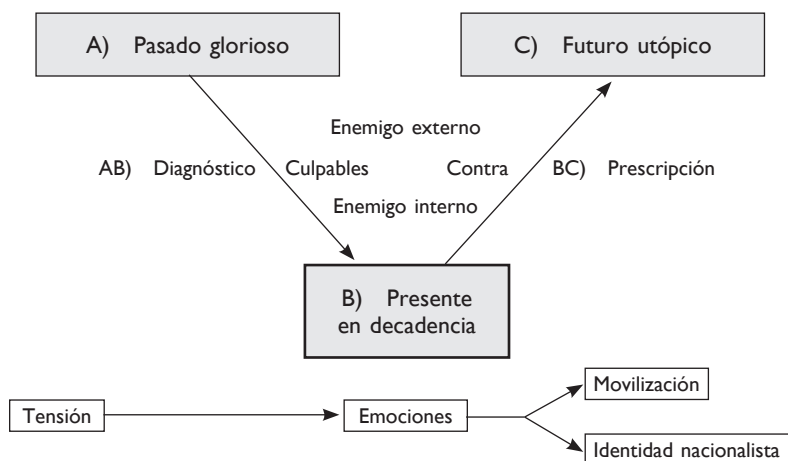 A) Pasado glorioso
C) Futuro utópico
Enemigo externo
AB) Diagnóstico
Culpables
Contra
BC) Prescripción
Enemigo interno
B) Presente
en decadencia
Movilización
Tensión
Emociones
Identidad nacionalista